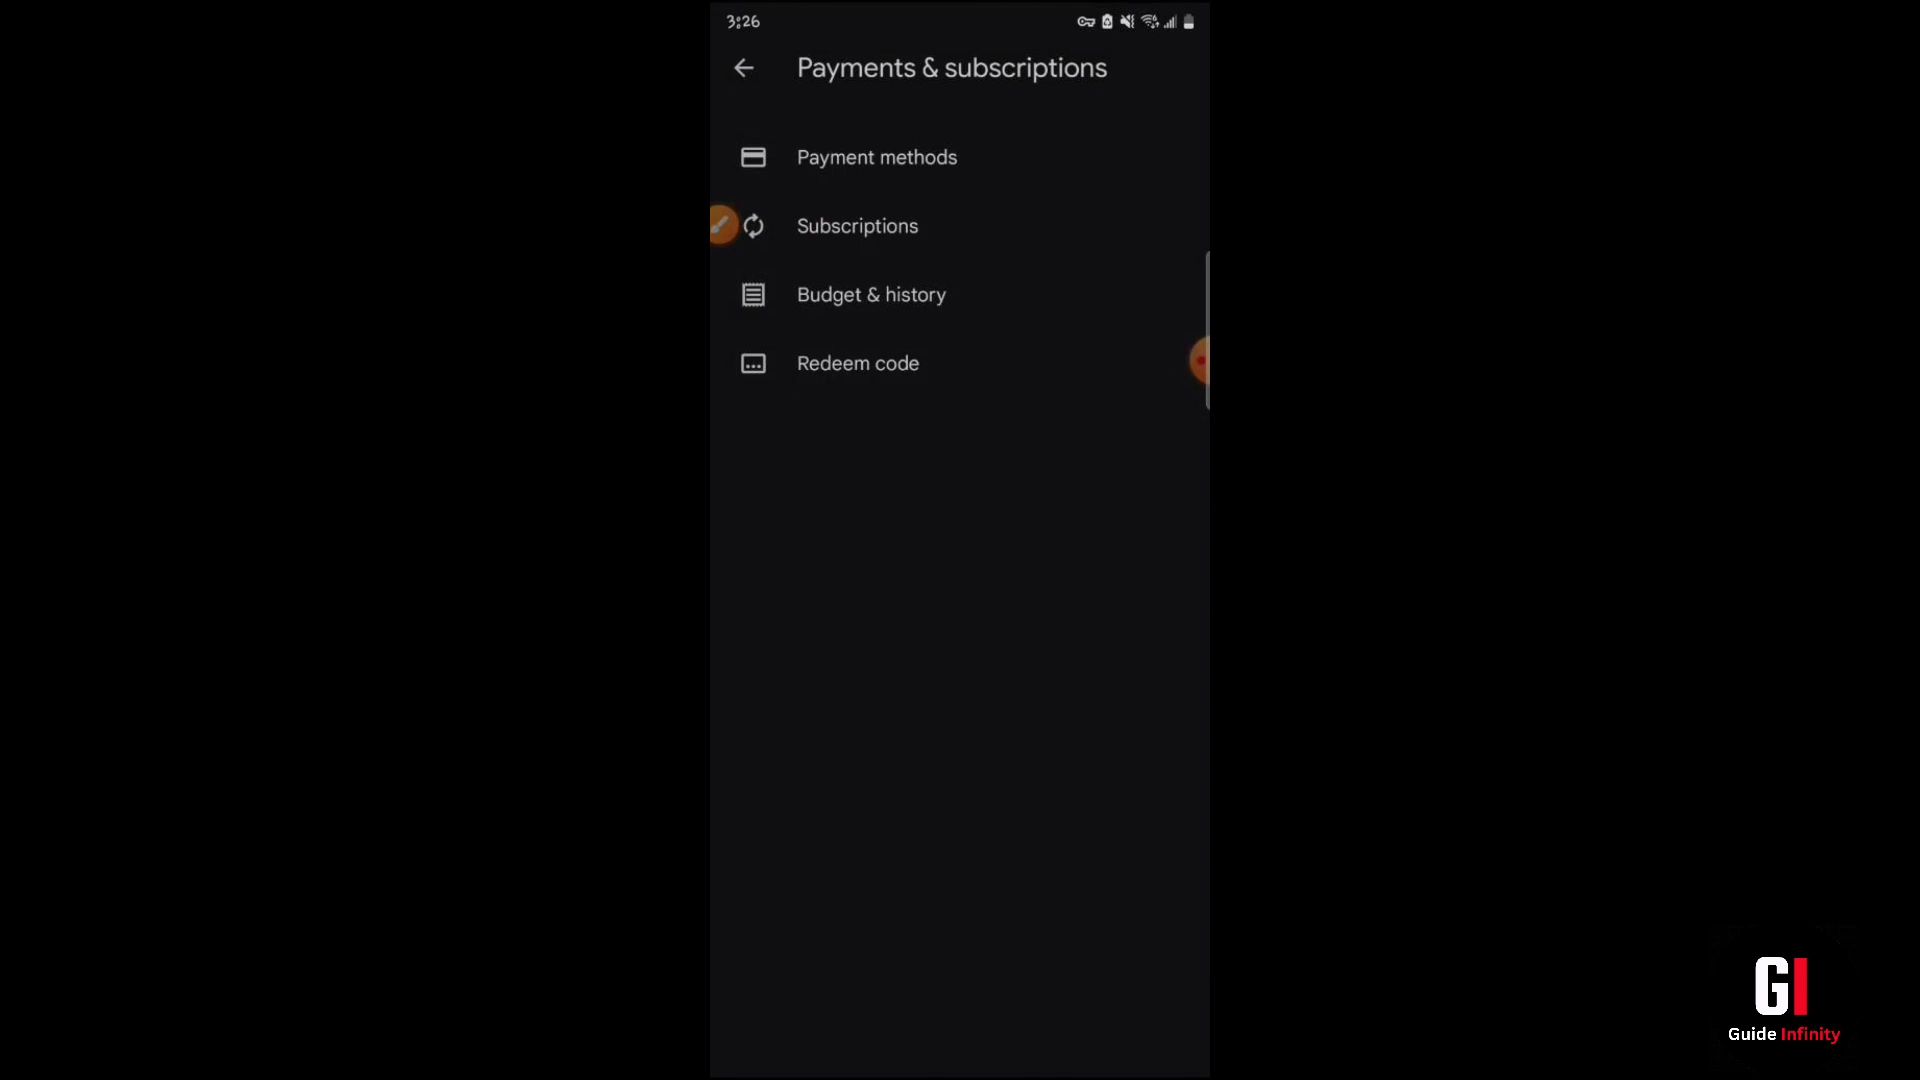 3:26
Payments & subscriptions
Payment methods
Subscriptions
Budget & history
Redeem code
GI
Guide Infinity